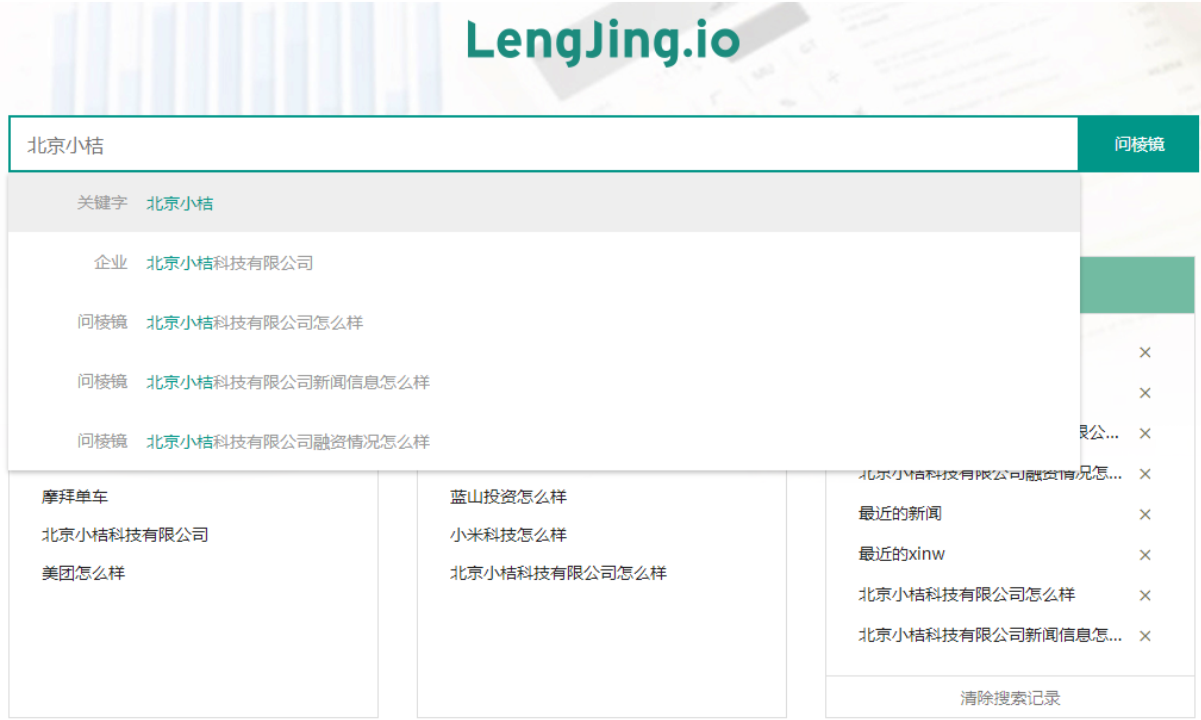 LengJing.io
北京小桔
问棱镜
关键字 北京小桔
企业 北京小桔科技有限公司
问棱镜 北京小桔科技有限公司怎么样
问棱镜 北京小桔科技有限公司新闻信息怎么样
问棱镜 北京小桔科技有限公司融资情况怎么样
摩拜单车
北京小桔科技有限公司
美团怎么样
蓝山投资怎么样
小米科技怎么样
北京小桔科技有限公司怎么样
限公...
北京小桔科技有限公司融资情况怎...
最近的新闻
最近的xinw
北京小桔科技有限公司怎么样
北京小桔科技有限公司新闻信息怎...
清除搜索记录